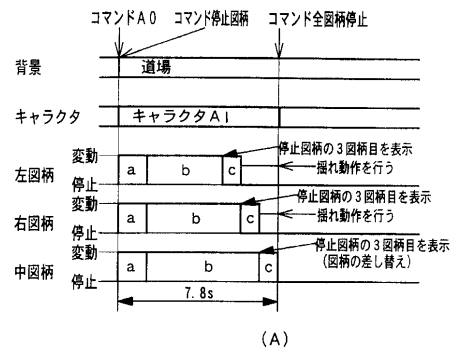 コマンドA0
コマンド停止図柄
コマンド全図柄停止
背景
道場
キャラクタ
キャラクタA1
左図柄
変動
停止
a
b
c
停止図柄の3図柄目を表示
揺れ動作を行う
右図柄
変動
停止
a
b
c
停止図柄の3図柄目を表示
揺れ動作を行う
中図柄
変動
停止
a
b
c
停止図柄の3図柄目を表示
(図柄の差し替え)
7.8s
(A)